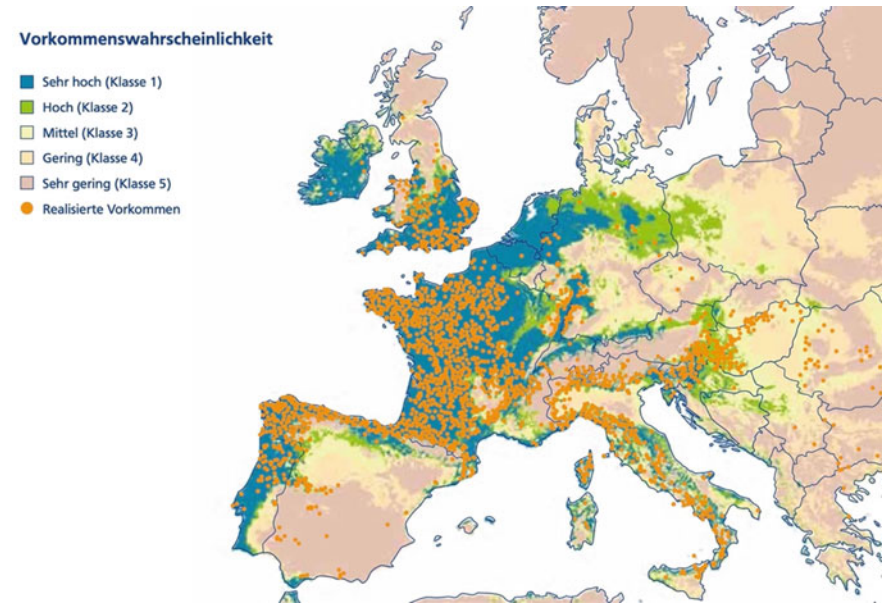 Vorkommenswahrscheinlichkeit
Sehr hoch (Klasse 1)
Hoch (Klasse 2)
Mittel (Klasse 3)
Gering (Klasse 4)
Sehr gering (Klasse 5)
Realisierte Vorkommen